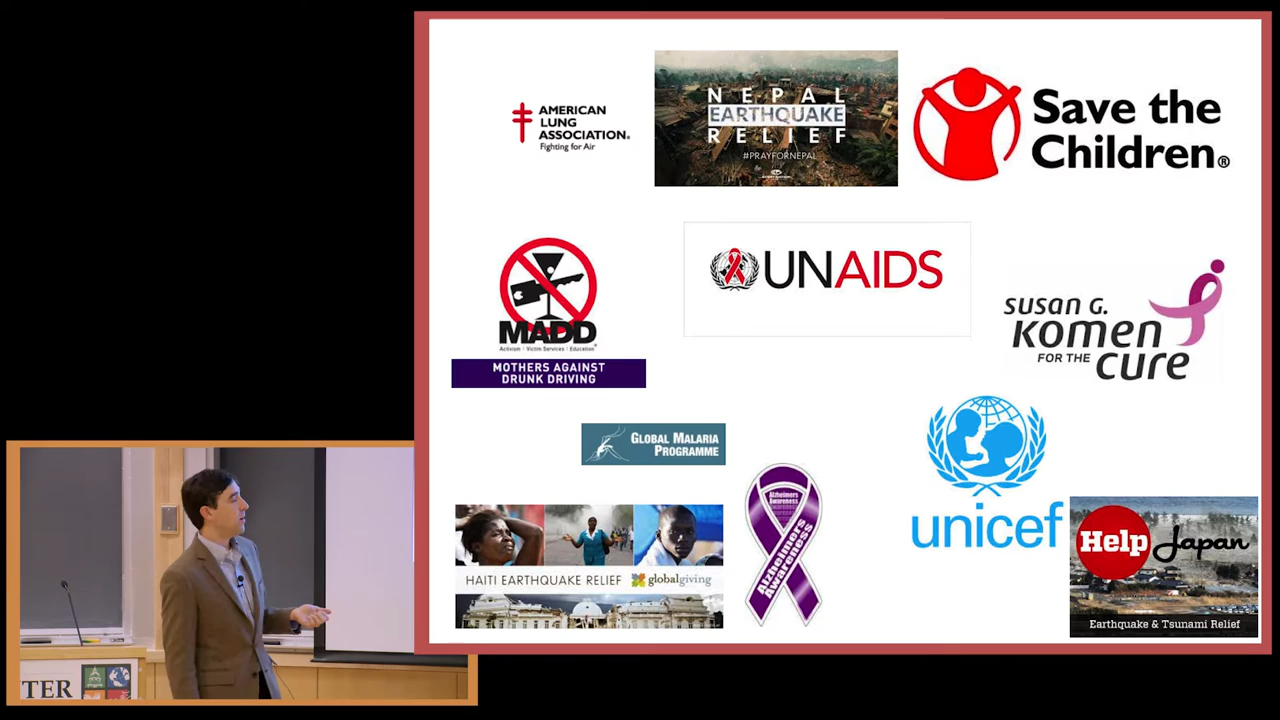 AMERICAN
LUNG
ASSOCIATION®
Fighting for Air
NEPAL
EARTHQUAKE
RELIEF
#PRAYFORNEPAL
Save the
Children®
MADD®
Activism | Victim Services | Education
MOTHERS AGAINST
DRUNK DRIVING
UNAIDS
susan G.
komen
FOR THE
cure
GLOBAL MALARIA
PROGRAMME
HAITI EARTHQUAKE RELIEF
globalgiving
Alzheimers
Awareness
Alzheimers
Awareness
unicef
Help Japan
Earthquake & Tsunami Relief
TER